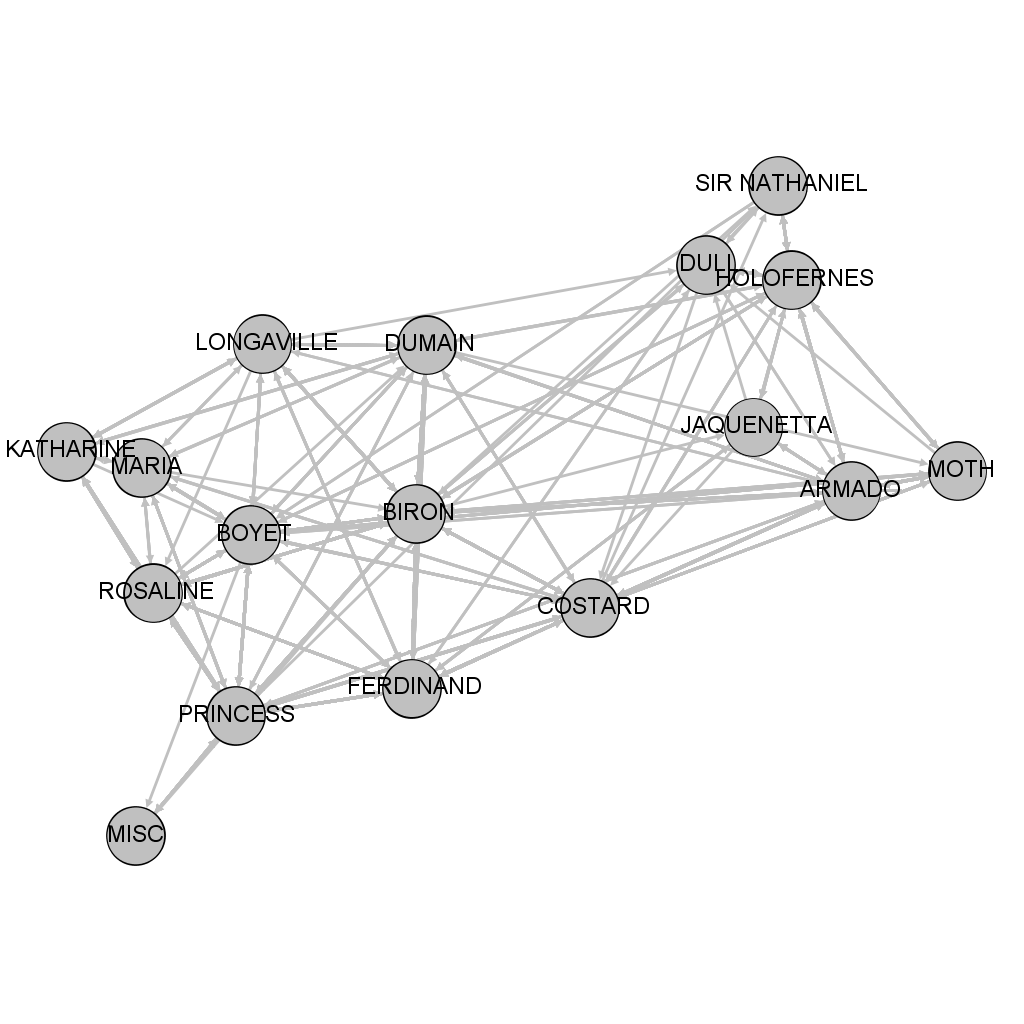 SIR NATHANIEL
DULL
HOLOFERNES
LONGAVILLE
DUMAIN
JAQUENETTA
KATHARINE
MARIA
MOTH
ARMADO
BIRON
BOYET
ROSALINE
COSTARD
FERDINAND
PRINCESS
MISC